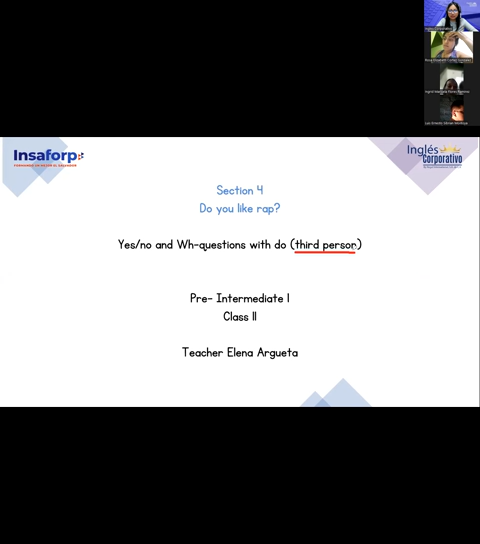 Insaforp
Inglés
Corporativo
Section 4
Do you like rap?
Yes/no and Wh-questions with do (third person)
Pre- Intermediate I
Class II
Teacher Elena Argueta